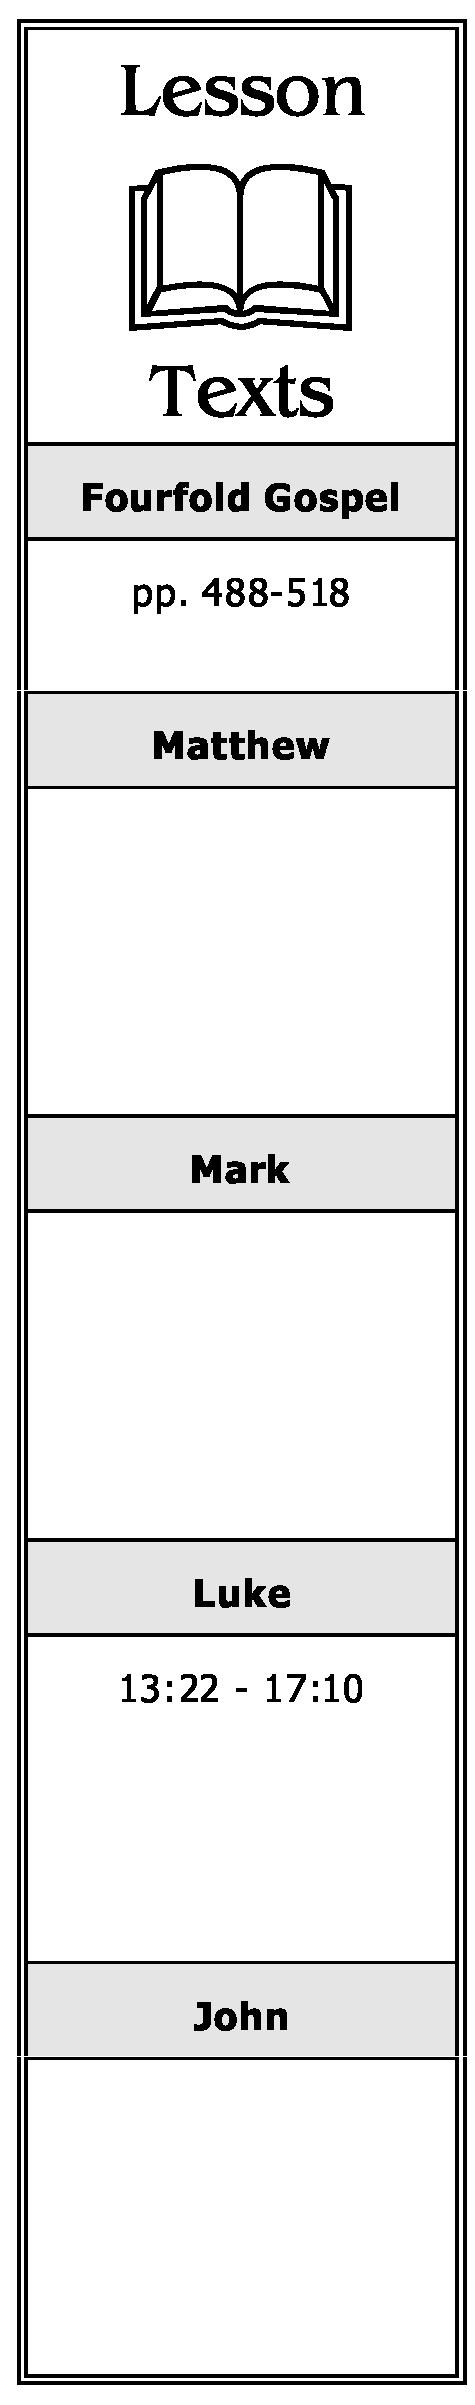 Lesson
Texts
Fourfold Gospel
pp. 488-518
Matthew
Mark
Luke
13:22 - 17:10
John